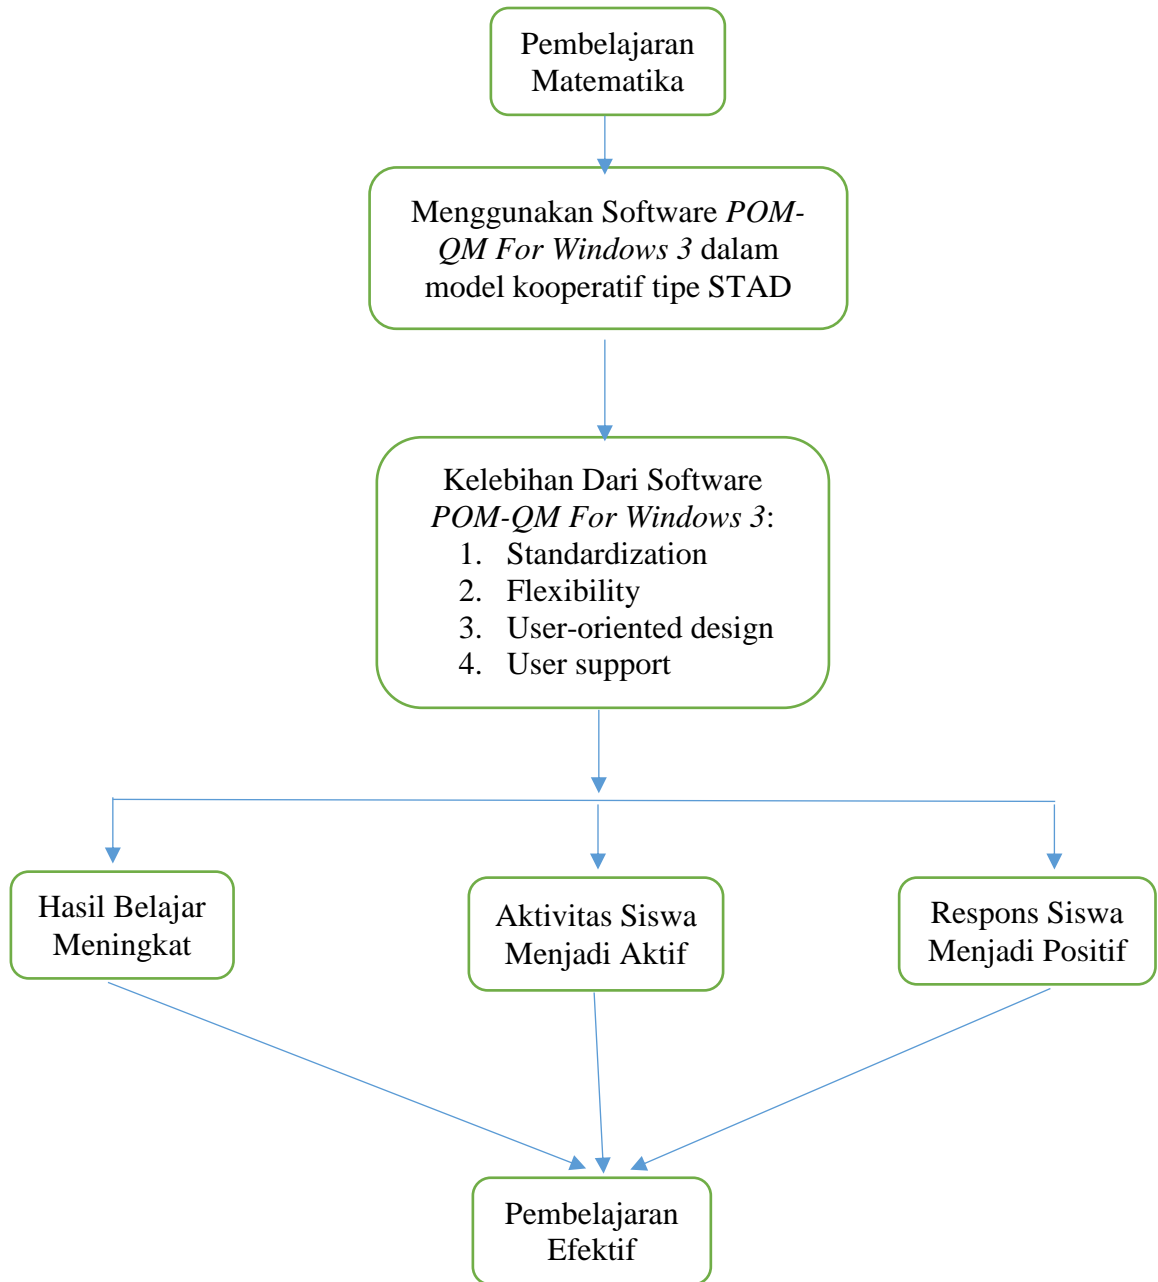 Pembelajaran
Matematika
Menggunakan Software POM-
QM For Windows 3 dalam
model kooperatif tipe STAD
Kelebihan Dari Software
POM-QM For Windows 3:
1. Standardization
2. Flexibility
3. User-oriented design
4. User support
Hasil Belajar
Meningkat
Aktivitas Siswa
Menjadi Aktif
Respons Siswa
Menjadi Positif
Pembelajaran
Efektif